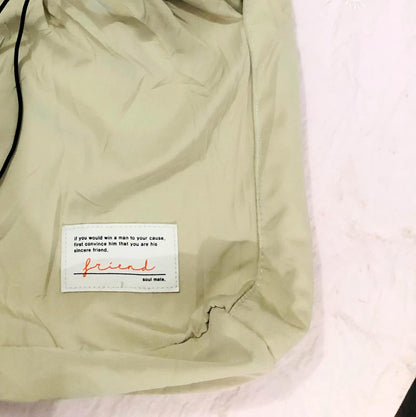 if you would win a man to your cause,
first convince him that you are his
sincere friend.
friend
soul mate.